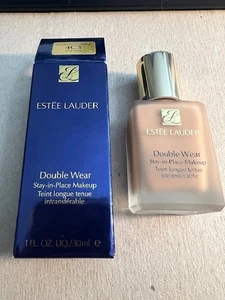 4C1
ESTĒE LAUDER
Double Wear
Stay-in-Place Makeup
Teint longue tenue
intransférable
1 FL. OZ. LIQ./30ml ℮
ESTĒE LAUDER
Double Wear
Stay-in-Place Makeup
Teint longue tenue
intransférable